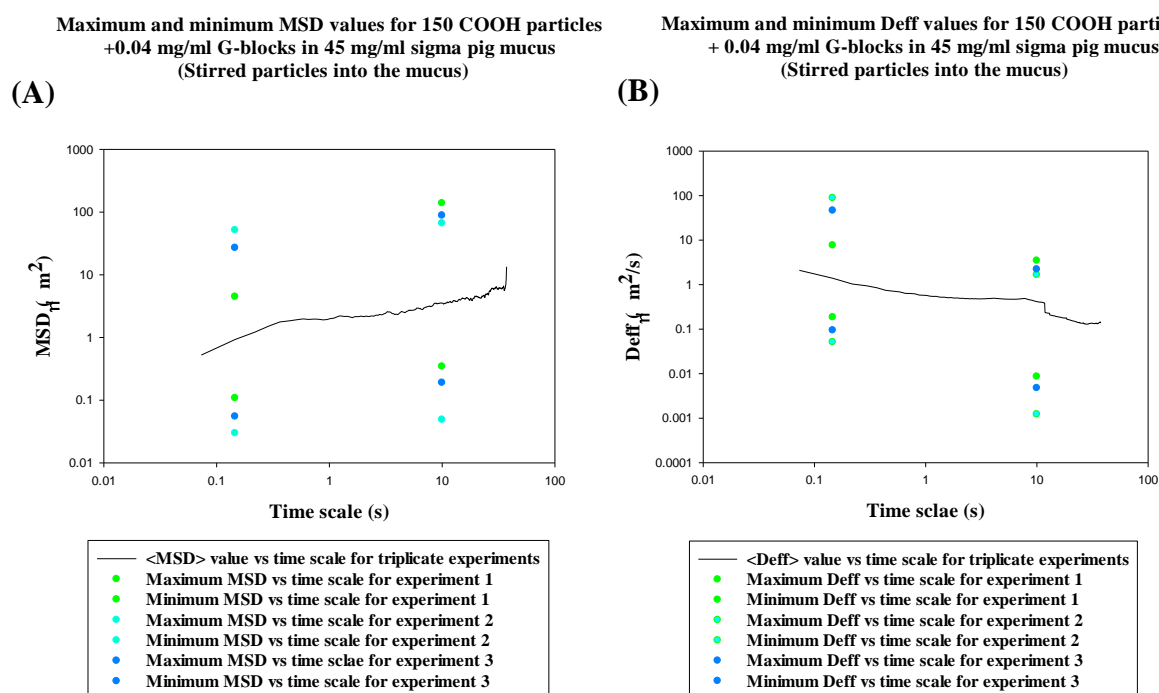 Maximum and minimum MSD values for 150 COOH particles
+0.04 mg/ml G-blocks in 45 mg/ml sigma pig mucus
(Stirred particles into the mucus)
Maximum and minimum Deff values for 150 COOH parti
+ 0.04 mg/ml G-blocks in 45 mg/ml sigma pig mucus
(Stirred particles into the mucus)
(A)
(B)
1000
100
10
1
0.1
0.01
MSD (m²)
0.01
0.1
1
10
100
Time scale (s)
1000
100
10
1
0.1
0.01
0.001
0.0001
Deff (m²/s)
0.01
0.1
1
10
100
Time sclae (s)
<MSD> value vs time scale for triplicate experiments
Maximum MSD vs time scale for experiment 1
Minimum MSD vs time scale for experiment 1
Maximum MSD vs time scale for experiment 2
Minimum MSD vs time scale for experiment 2
Maximum MSD vs time sclae for experiment 3
Minimum MSD vs time scale for experiment 3
<Deff> value vs time scale for triplicate experiments
Maximum Deff vs time scale for experiment 1
Minimum Deff vs time scale for experiment 1
Maximum Deff vs time scale for experiment 2
Minimum Deff vs time scale for experiment 2
Maximum Deff vs time scale for experiment 3
Minimum Deff vs time scale for experiment 3